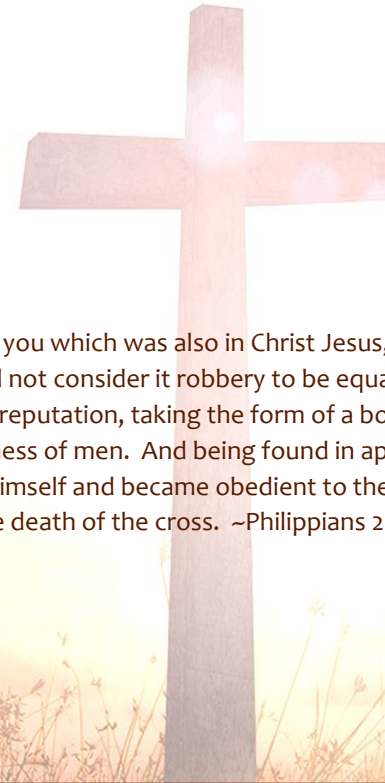 you which was also in Christ Jesus,
not consider it robbery to be equa
reputation, taking the form of a bo
ess of men.  And being found in ap
imself and became obedient to the
death of the cross.  ~Philippians 2